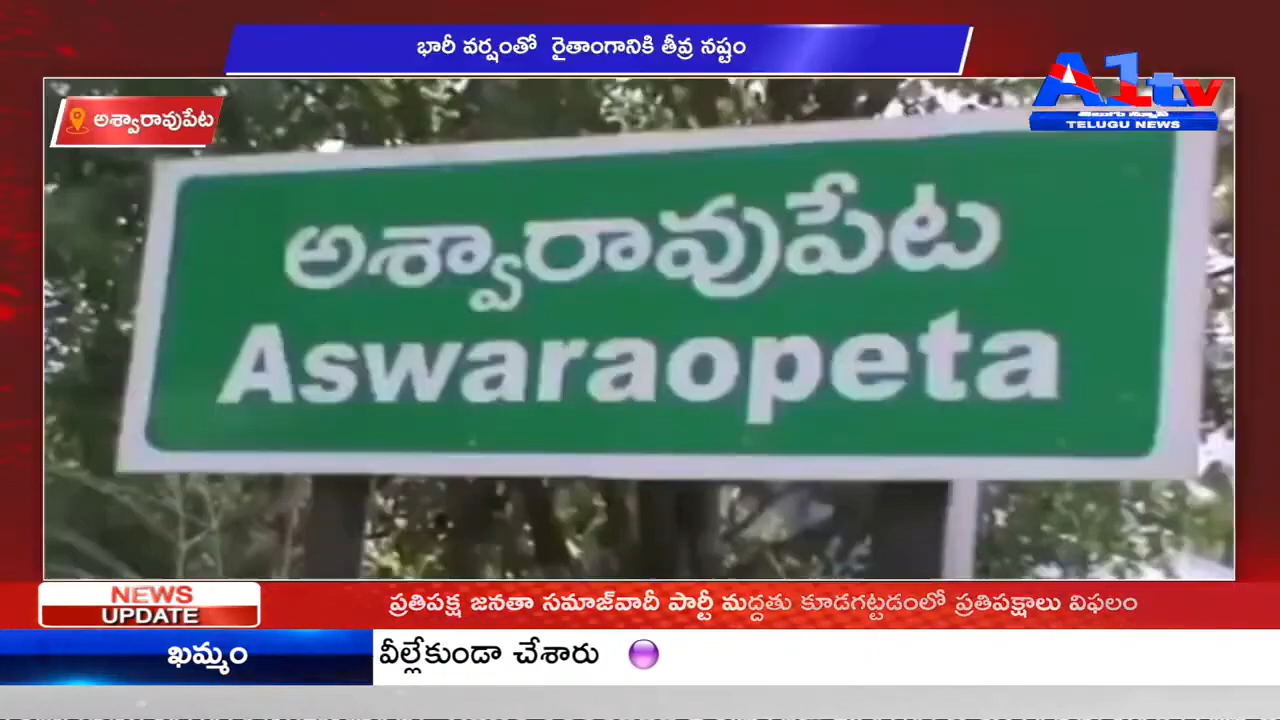 భారీ వర్షంతో రైతాంగానికి తీవ్ర నష్టం
A1tv
తెలుగు న్యూస్
TELUGU NEWS
అశ్వారావుపేట
అశ్వారావుపేట
Aswaraopeta
NEWS
UPDATE
ప్రతిపక్ష జనతా సమాజ్‌వాదీ పార్టీ మద్దతు కూడగట్టడంలో ప్రతిపక్షాలు విఫలం
ఖమ్మం
వీల్లేకుండా చేశారు